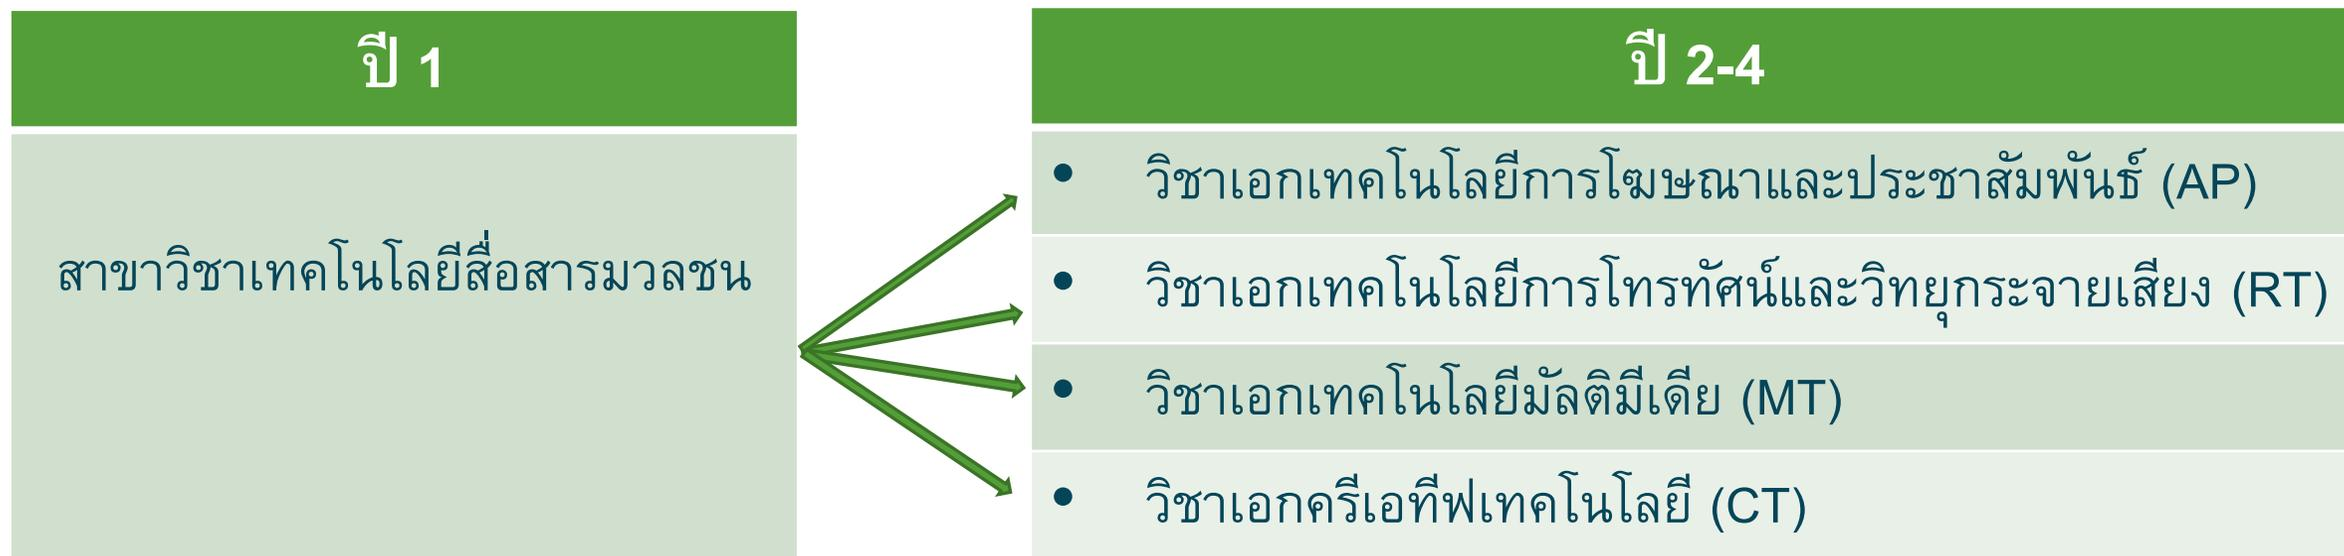 ปี 1
สาขาวิชาเทคโนโลยีสื่อสารมวลชน
ปี 2-4
• วิชาเอกเทคโนโลยีการโฆษณาและประชาสัมพันธ์ (AP)
• วิชาเอกเทคโนโลยีการโทรทัศน์และวิทยุกระจายเสียง (RT)
• วิชาเอกเทคโนโลยีมัลติมีเดีย (MT)
• วิชาเอกครีเอทีฟเทคโนโลยี (CT)